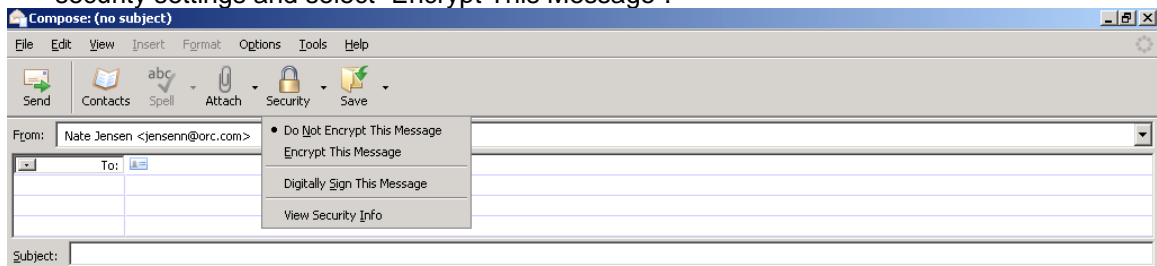 security settings and select "Encrypt This Message".
Compose: (no subject)
File Edit View Insert Format Options Tools Help
Send Contacts Spell Attach Security Save
From: Nate Jensen <jensenn@orc.com>
Do Not Encrypt This Message
Encrypt This Message
To:
Digitally Sign This Message
View Security Info
Subject: